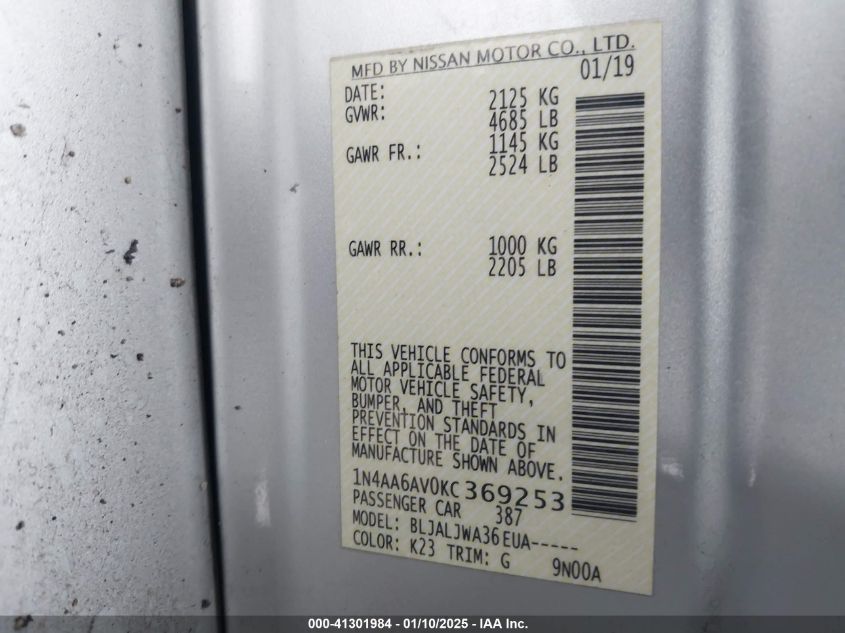 MFD BY NISSAN MOTOR CO., LTD.
DATE: 01/19
GVWR: 2125 KG
4685 LB
GAWR FR.: 1145 KG
2524 LB
GAWR RR.: 1000 KG
2205 LB
THIS VEHICLE CONFORMS TO
ALL APPLICABLE FEDERAL
MOTOR VEHICLE SAFETY,
BUMPER, AND THEFT
PREVENTION STANDARDS IN
EFFECT ON THE DATE OF
MANUFACTURE SHOWN ABOVE.
1N4AA6AV0KC369253
PASSENGER CAR 387
MODEL: BLJALJWA36EUA-----
COLOR: K23 TRIM: G 9N00A
000-41301984 - 01/10/2025 - IAA Inc.